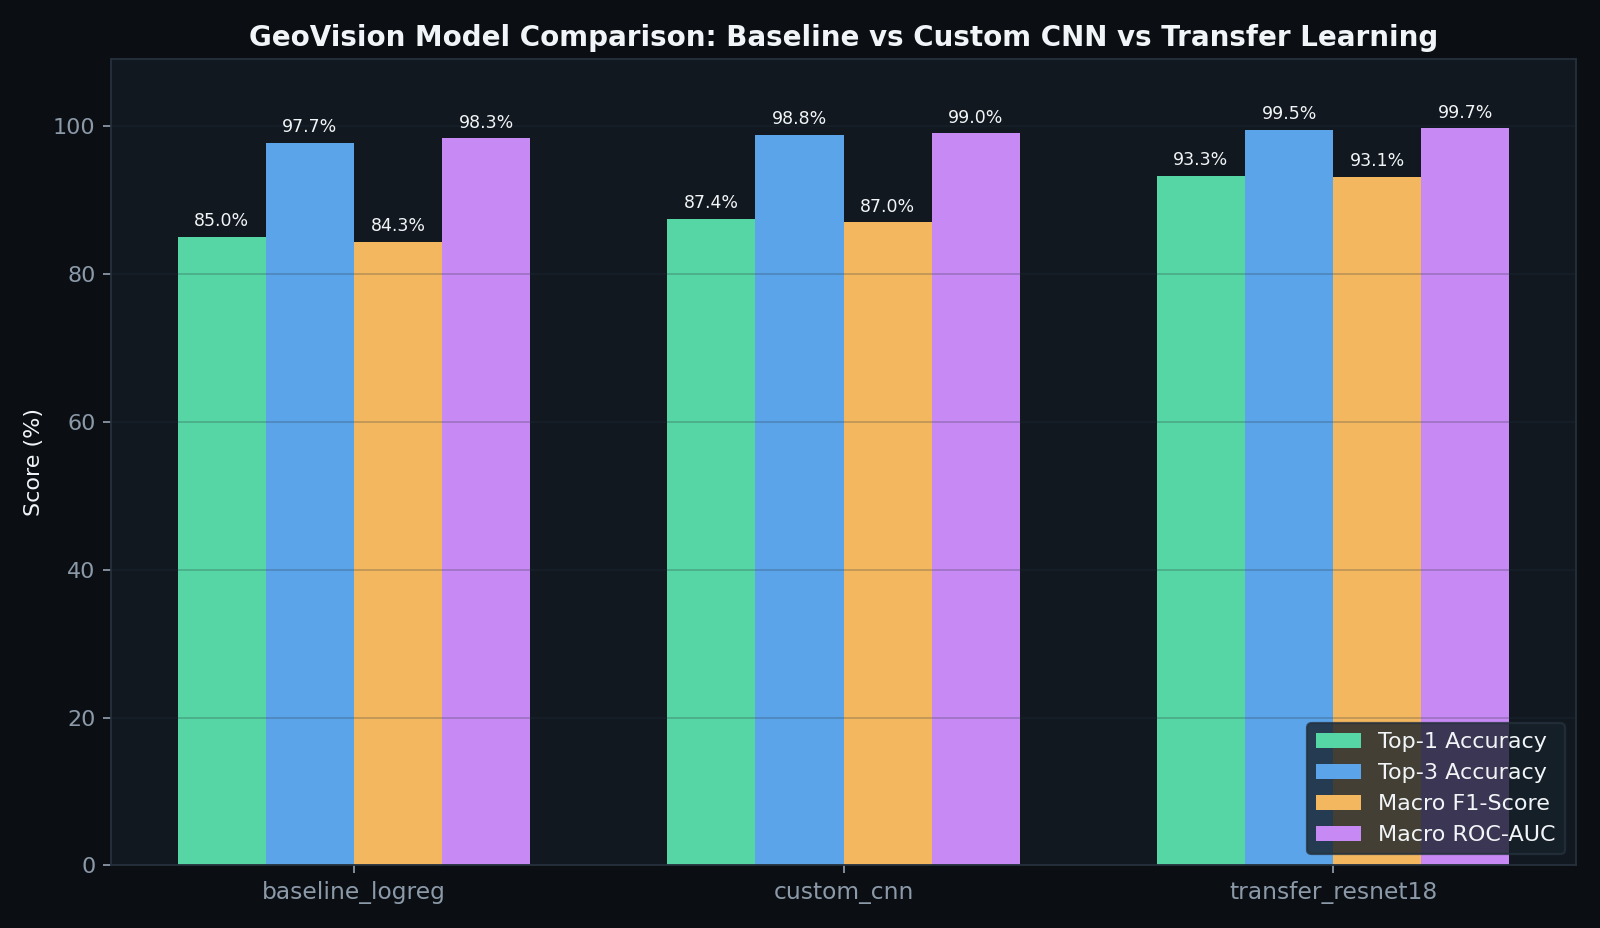 GeoVision Model Comparison: Baseline vs Custom CNN vs Transfer Learning
Score (%)
100
80
60
40
20
0
85.0%
97.7%
84.3%
98.3%
87.4%
98.8%
87.0%
99.0%
93.3%
99.5%
93.1%
99.7%
Top-1 Accuracy
Top-3 Accuracy
Macro F1-Score
Macro ROC-AUC
baseline_logreg
custom_cnn
transfer_resnet18